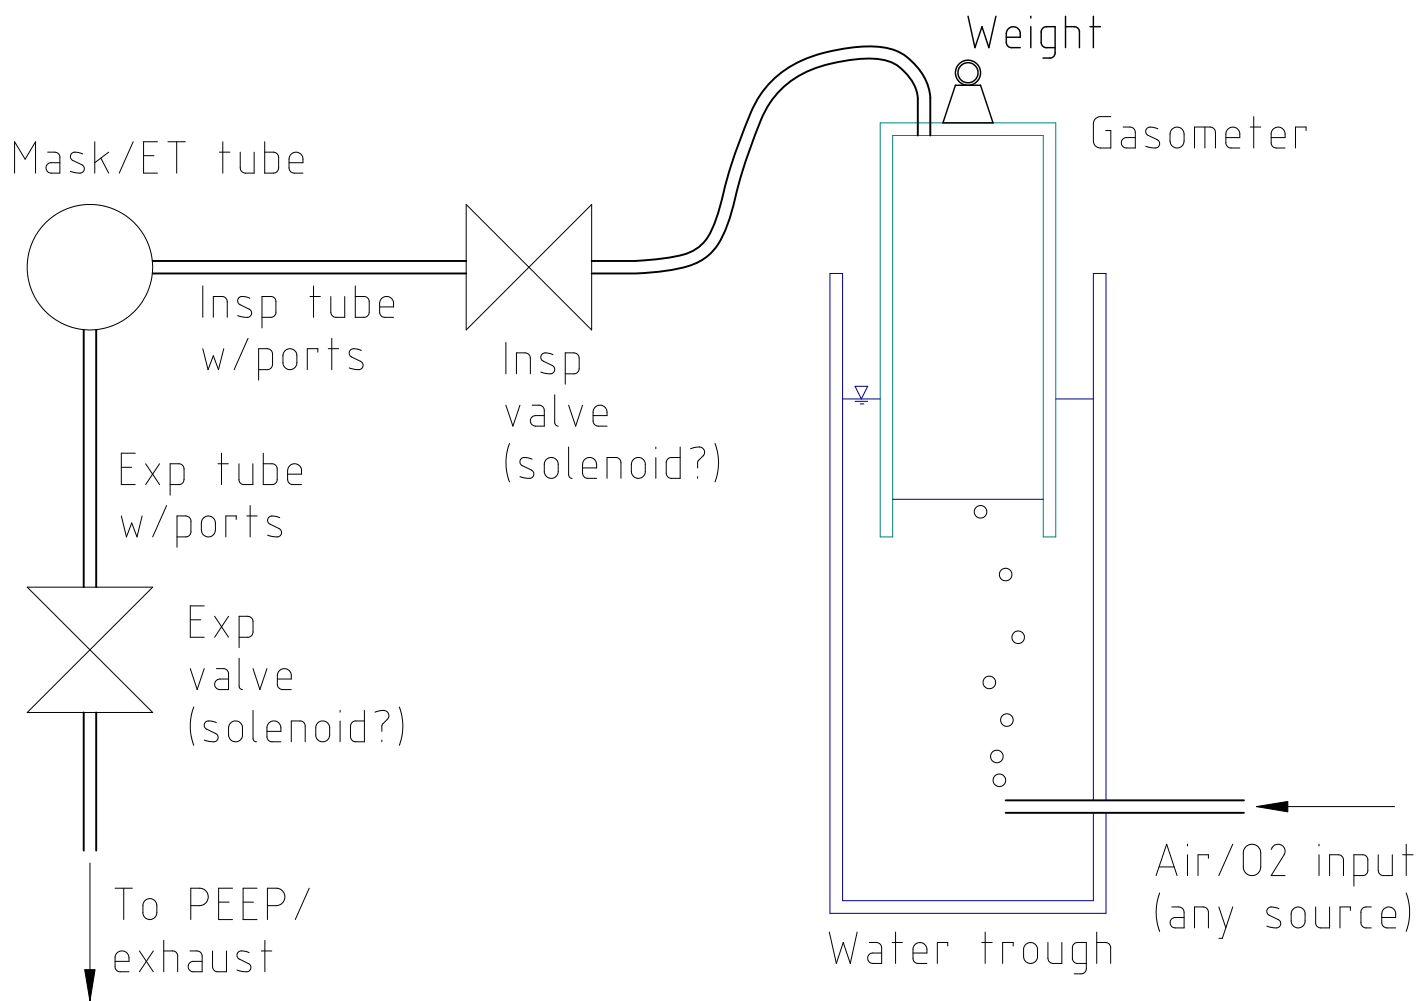 Weight
Gasometer
Mask/ET tube
Insp tube
w/ports
Insp
valve
(solenoid?)
Exp tube
w/ports
Exp
valve
(solenoid?)
Air/O2 input
(any source)
To PEEP/
exhaust
Water trough